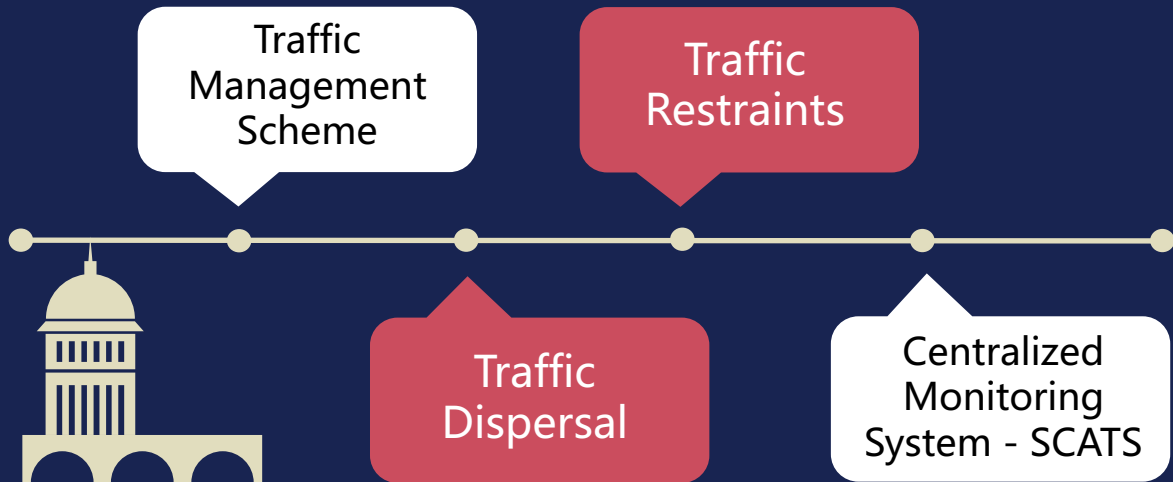 Traffic
Management
Scheme
Traffic
Restraints
Traffic
Dispersal
Centralized
Monitoring
System - SCATS